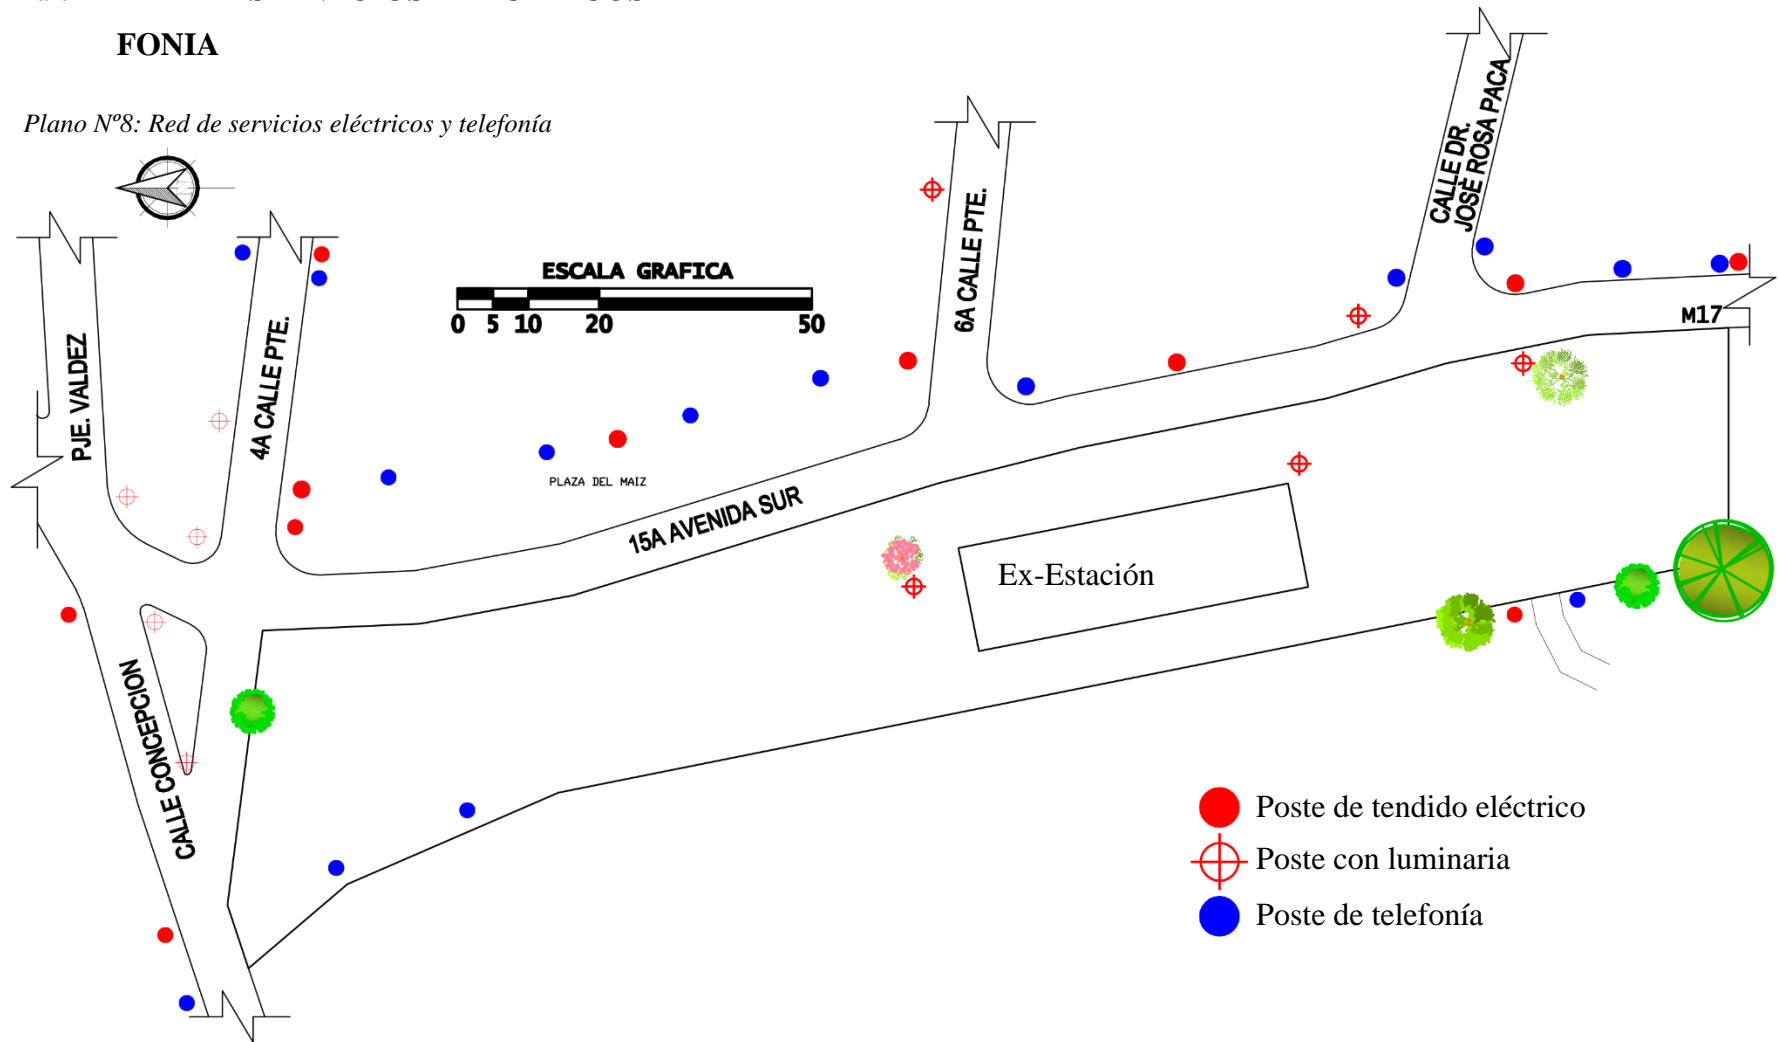 FONIA
Plano Nº8: Red de servicios eléctricos y telefonía
ESCALA GRAFICA
0 5 10 20 50
PJE. VALDEZ
4A CALLE PTE.
6A CALLE PTE.
CALLE DR.
JOSÈ ROSA PACA
M17
PLAZA DEL MAIZ
15A AVENIDA SUR
Ex-Estación
CALLE CONCEPCION
Poste de tendido eléctrico
Poste con luminaria
Poste de telefonía